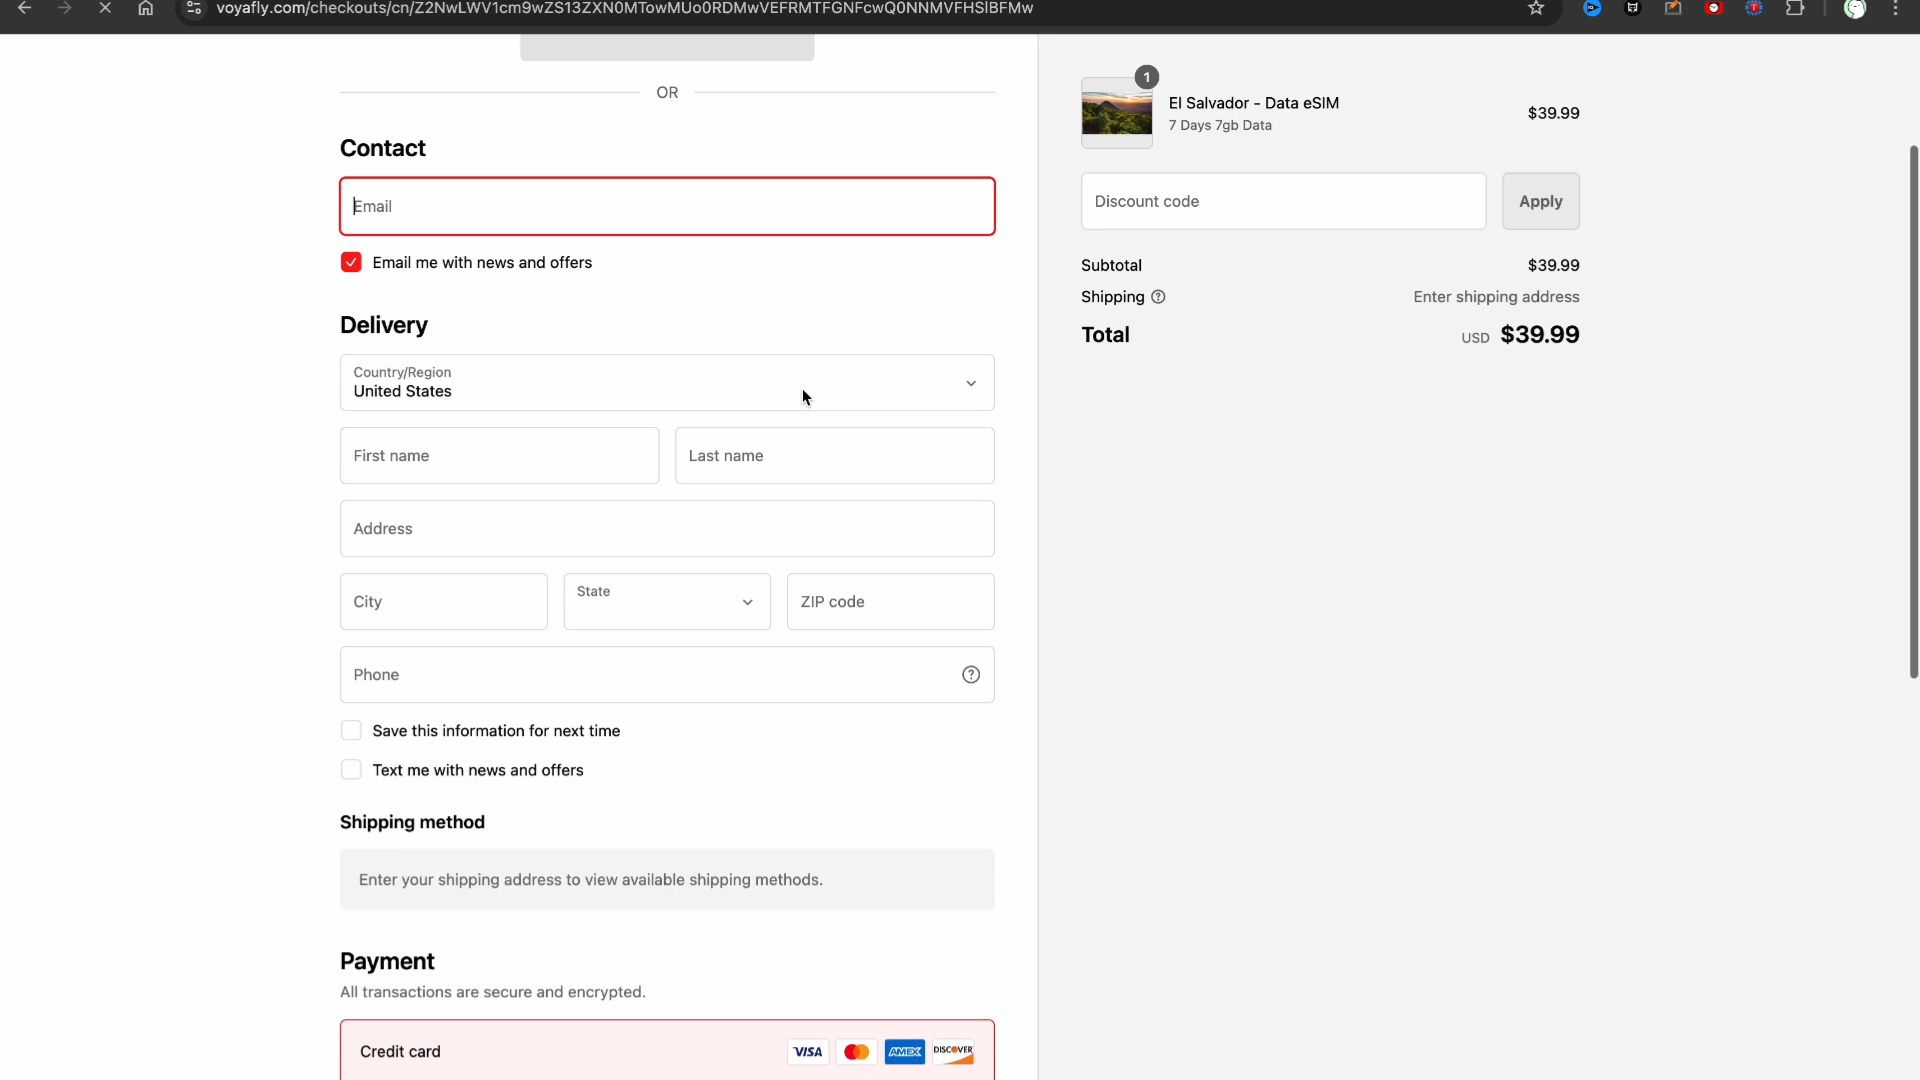 voyafly.com/checkouts/cn/Z2NwLWV1cm9wZS13ZXN0MTowMUo0RDMwVEFRMTFGNFcwQ0NNMVFHSlBFMw
OR
Contact
Email
Email me with news and offers
Delivery
Country/Region
United States
First name
Last name
Address
City
State
ZIP code
Phone
Save this information for next time
Text me with news and offers
Shipping method
Enter your shipping address to view available shipping methods.
Payment
All transactions are secure and encrypted.
Credit card
VISA
AMEX
DISCOVER
1
El Salvador - Data eSIM
7 Days 7gb Data
$39.99
Discount code
Apply
Subtotal
$39.99
Shipping
Enter shipping address
Total
USD $39.99